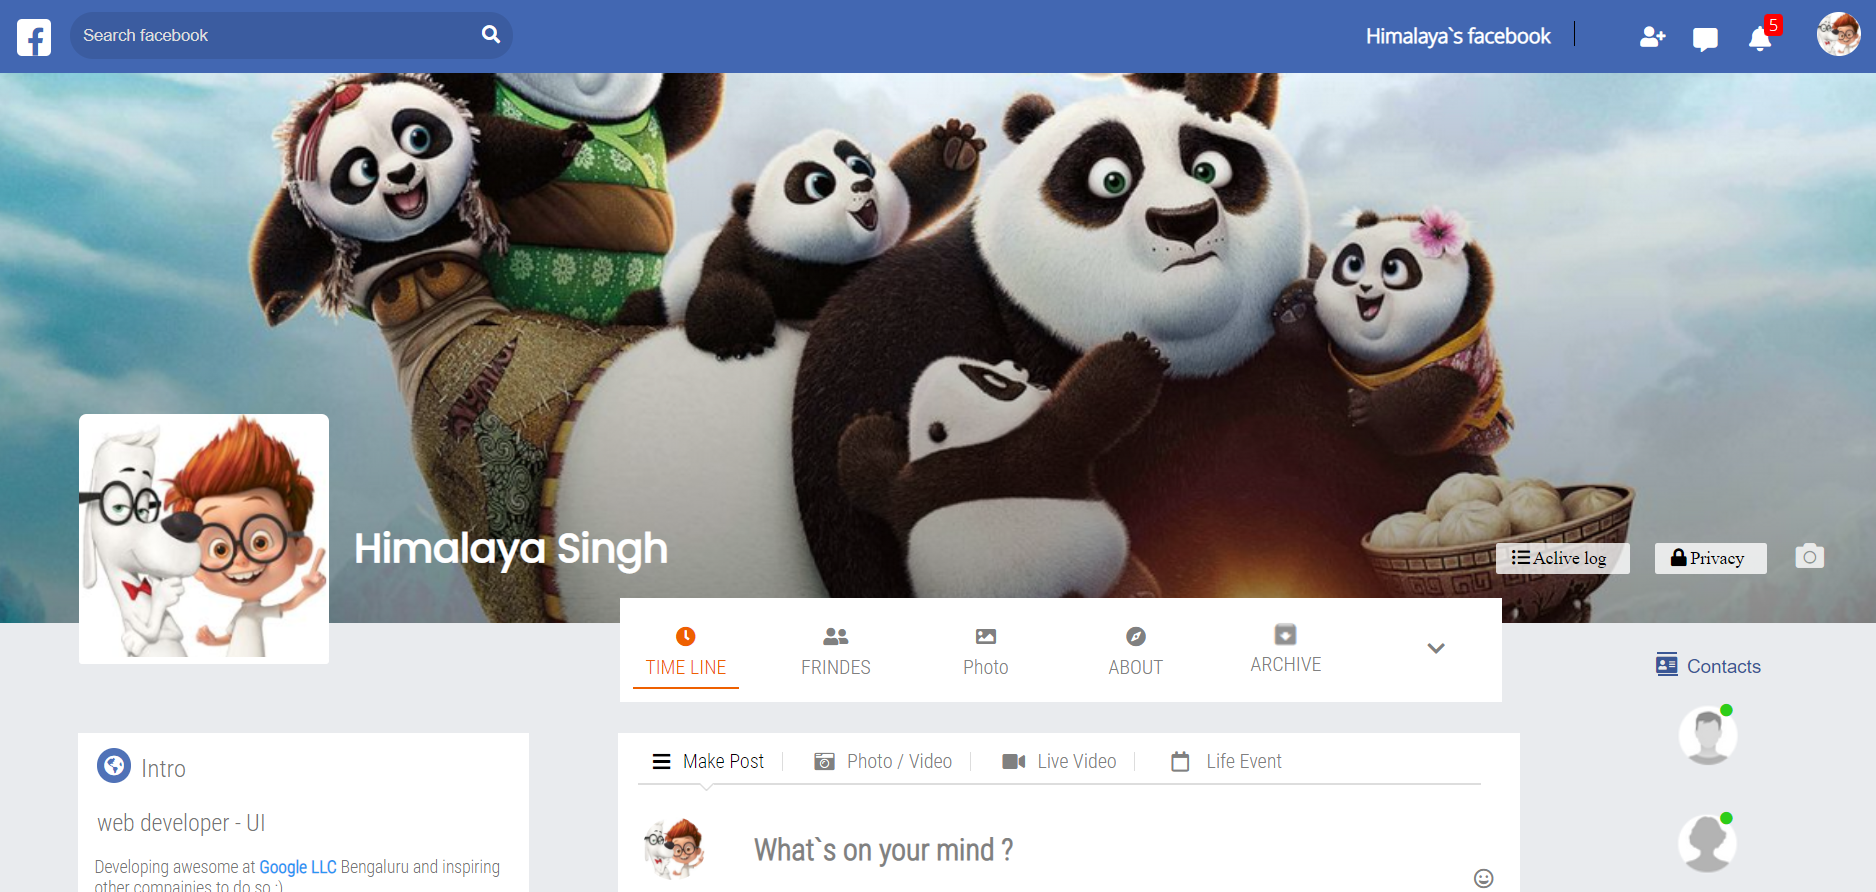 Search facebook
Himalaya`s facebook
5
Himalaya Singh
Aclive log
Privacy
TIME LINE
FRINDES
Photo
ABOUT
ARCHIVE
Contacts
Intro
Make Post
Photo / Video
Live Video
Life Event
web developer - UI
What`s on your mind ?
Developing awesome at Google LLC Bengaluru and inspiring
other compainies to do so :)